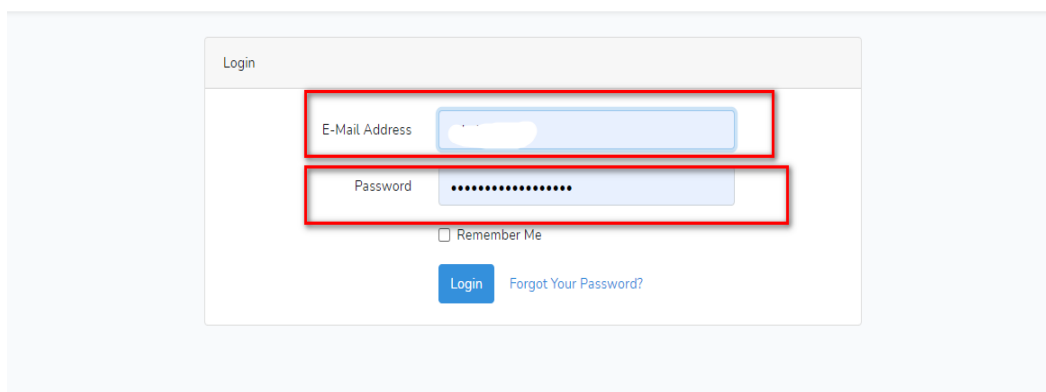 Login
E-Mail Address
Password ••••••••••••••••••
Remember Me
Login Forgot Your Password?